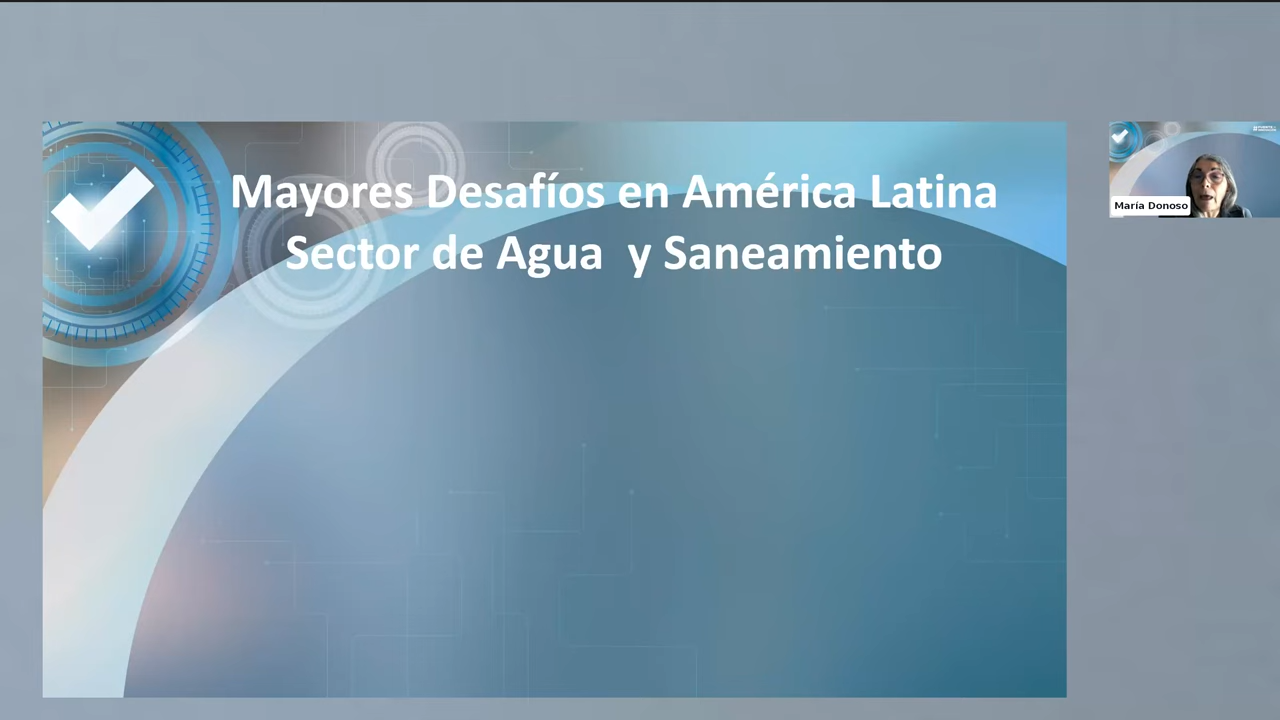 Mayores Desafíos en América Latina
Sector de Agua y Saneamiento
María Donoso